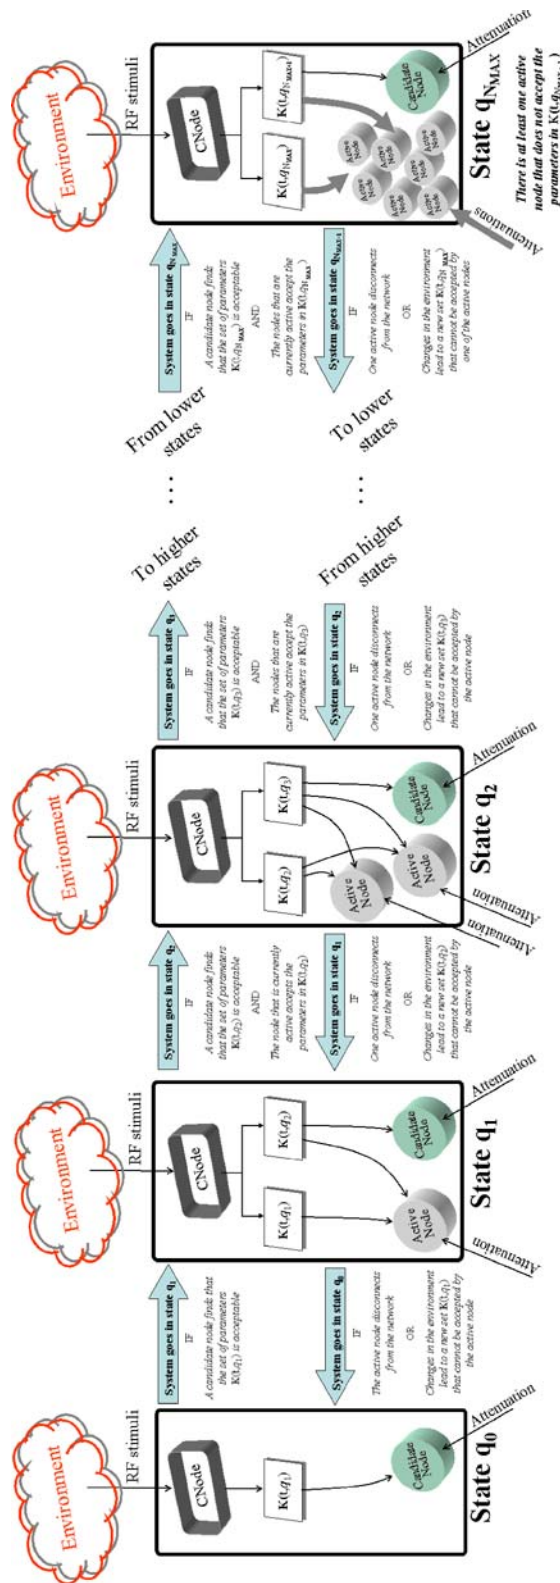 Environment
RF stimuli
CNode
K(t,q₁)
Candidate
Node
Attenuation
State q₀
System goes in state q₁
IF
A candidate node finds that
the set of parameters
K(t,q₁) is acceptable
System goes in state q₀
IF
The active node disconnects
from the network
OR
Changes in the environment
lead to a new set K(t,q₁)
that cannot be accepted by
the active node
Environment
RF stimuli
CNode
K(t,q₁)
K(t,q₂)
Active
Node
Candidate
Node
Attenuation
Attenuation
State q₁
System goes in state q₂
IF
A candidate node finds
that the set of parameters
K(t,q₂) is acceptable
AND
The node that is currently
active accepts the
parameters in K(t,q₂)
System goes in state q₁
IF
One active node disconnects
from the network
OR
Changes in the environment
lead to a new set K(t,q₂)
that cannot be accepted by
the active node
Environment
RF stimuli
CNode
K(t,q₂)
K(t,q₃)
Active
Node
Active
Node
Candidate
Node
Attenuation
Attenuation
Attenuation
State q₂
To higher
states
System goes in state
IF
A candidate node finds
that the set of parameters
K(t,q₃) is acceptable
AND
The nodes that are
currently active accept the
parameters in K(t,q₃)
From higher
states
System goes in state q₂
IF
One active node disconnects
from the network
OR
Changes in the environment
lead to a new set
that cannot be accepted by
the active node
...
...
From lower
states
System goes in state q_N_MAX
IF
A candidate node finds
that the set of parameters
K(t,q_N_MAX) is acceptable
AND
The nodes that are
currently active accept the
parameters in K(t,q_N_MAX)
To lower
states
System goes in state q_N_MAX-1
IF
One active node disconnects
from the network
OR
Changes in the environment
lead to a new set K(t,q_N_MAX)
that cannot be accepted by
one of the active nodes
Environment
RF stimuli
CNode
K(t,q_N_MAX)
K(t,q_N_MAX+1)
Active
Node
Active
Node
Active
Node
Active
Node
Active
Node
Active
Node
Active
Node
Active
Node
Candidate
Node
Attenuations
Attenuation
State q_N_MAX
There is at least one active
node that does not accept the
parameters in